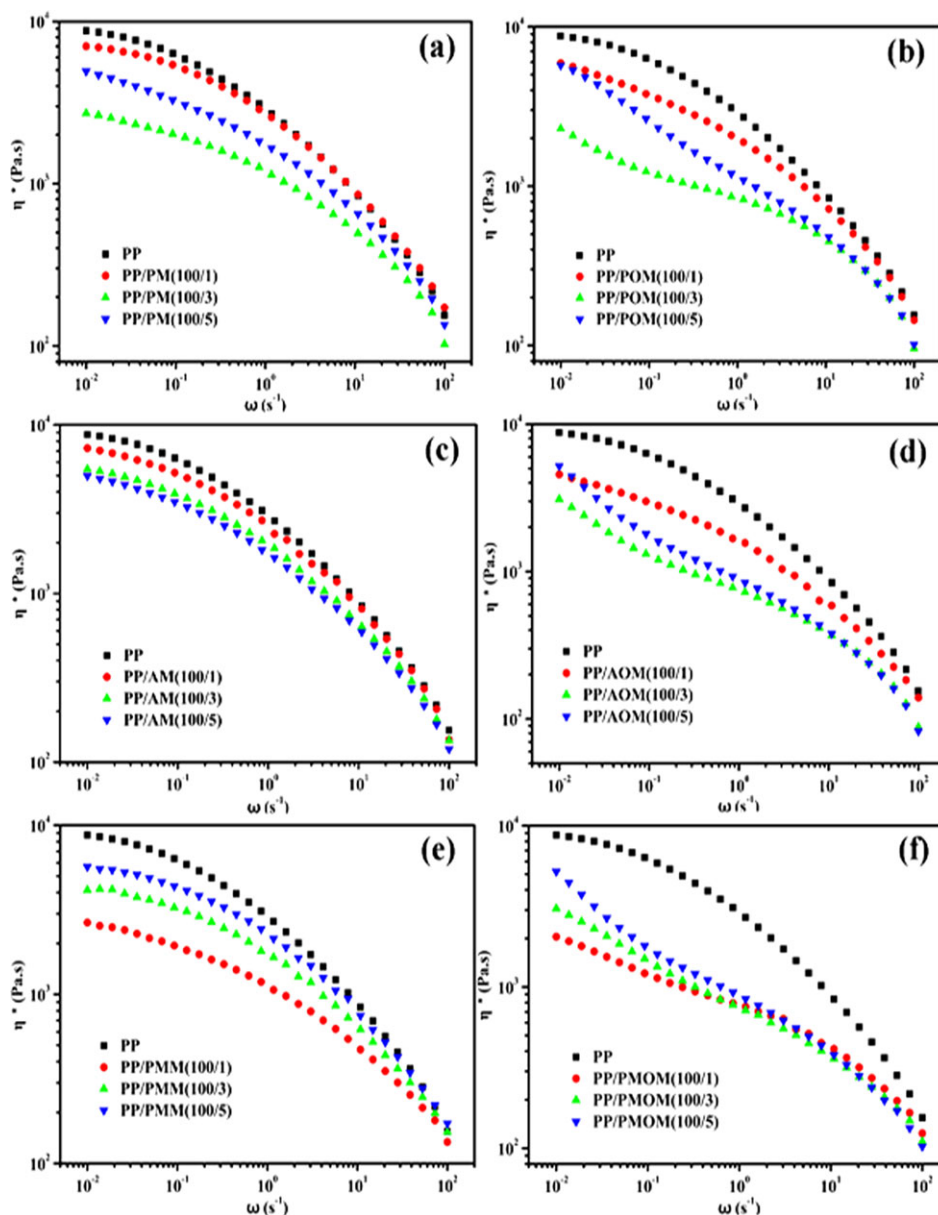 (a)
10⁴
10³
10²
η * (Pa.s)
PP
PP/PM(100/1)
PP/PM(100/3)
PP/PM(100/5)
10⁻² 10⁻¹ 10⁰ 10¹ 10²
ω (s⁻¹)
(b)
10⁴
10³
10²
η * (Pa.s)
PP
PP/POM(100/1)
PP/POM(100/3)
PP/POM(100/5)
10⁻² 10⁻¹ 10⁰ 10¹ 10²
ω (s⁻¹)
(c)
10⁴
10³
10²
η * (Pa.s)
PP
PP/AM(100/1)
PP/AM(100/3)
PP/AM(100/5)
10⁻² 10⁻¹ 10⁰ 10¹ 10²
ω (s⁻¹)
(d)
10⁴
10³
10²
η * (Pa.s)
PP
PP/AOM(100/1)
PP/AOM(100/3)
PP/AOM(100/5)
10⁻² 10⁻¹ 10⁰ 10¹ 10²
ω (s⁻¹)
(e)
10⁴
10³
10²
η * (Pa.s)
PP
PP/PMM(100/1)
PP/PMM(100/3)
PP/PMM(100/5)
10⁻² 10⁻¹ 10⁰ 10¹ 10²
ω (s⁻¹)
(f)
10⁴
10³
10²
η * (Pa.s)
PP
PP/PMOM(100/1)
PP/PMOM(100/3)
PP/PMOM(100/5)
10⁻² 10⁻¹ 10⁰ 10¹ 10²
ω (s⁻¹)